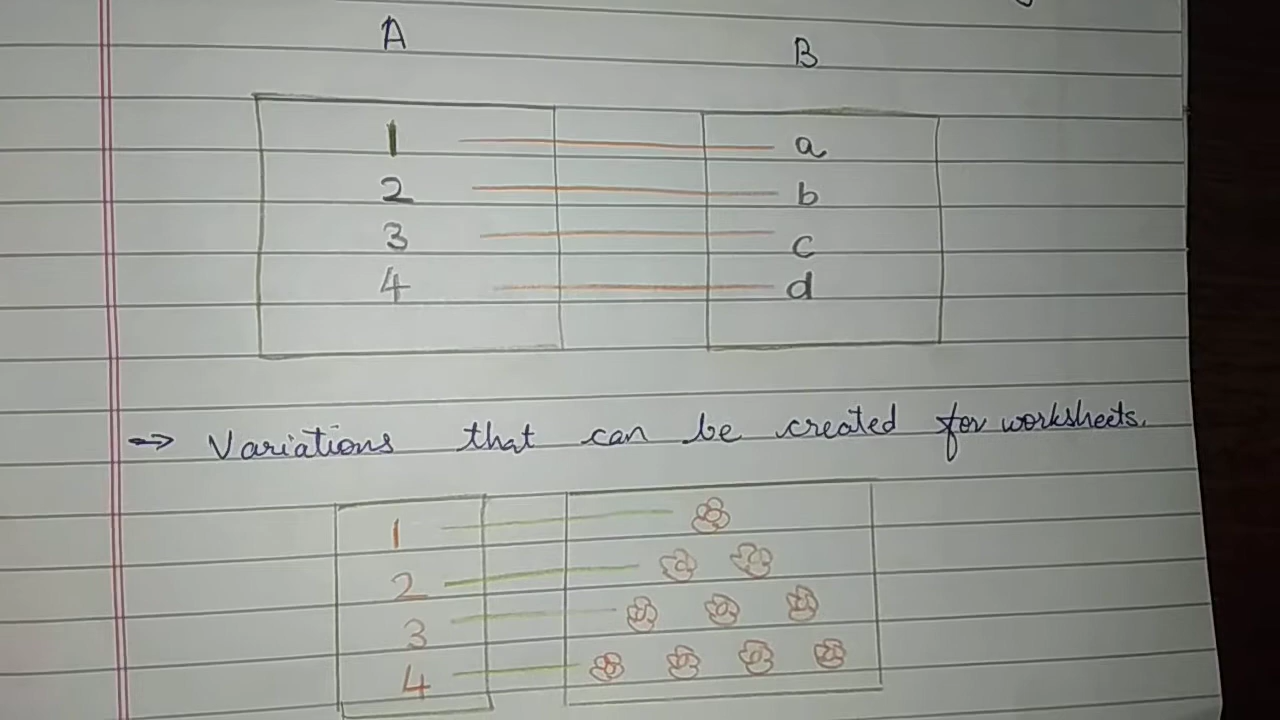 A B
1 a
2 b
3 c
4 d
→ Variations that can be created for worksheets.
1
2
3
4